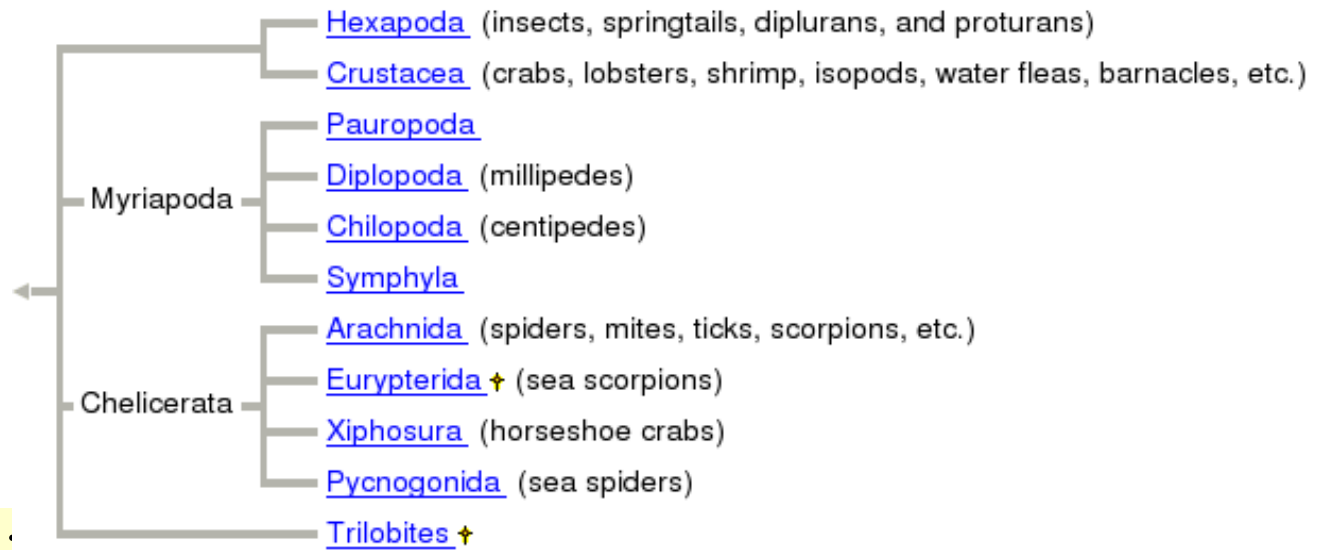 Hexapoda (insects, springtails, diplurans, and proturans)
Crustacea (crabs, lobsters, shrimp, isopods, water fleas, barnacles, etc.)
Pauropoda
Diplopoda (millipedes)
Myriapoda
Chilopoda (centipedes)
Symphyla
Arachnida (spiders, mites, ticks, scorpions, etc.)
Eurypterida † (sea scorpions)
Chelicerata
Xiphosura (horseshoe crabs)
Pycnogonida (sea spiders)
Trilobites †